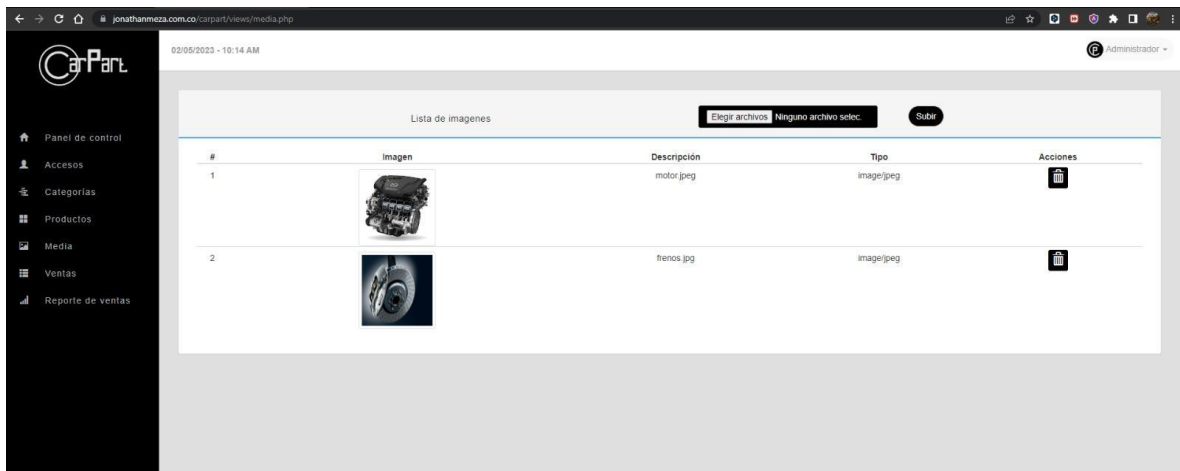 jonathanmeza.com.co/carpart/views/media.php
CarPart
02/05/2023 - 10:14 AM
Administrador
Panel de control
Accesos
Categorías
Productos
Media
Ventas
Reporte de ventas
Lista de imagenes
Elegir archivos Ninguno archivo selec.
Subir
# Imagen Descripción Tipo Acciones
1 motor.jpeg image/jpeg
2 frenos.jpg image/jpeg